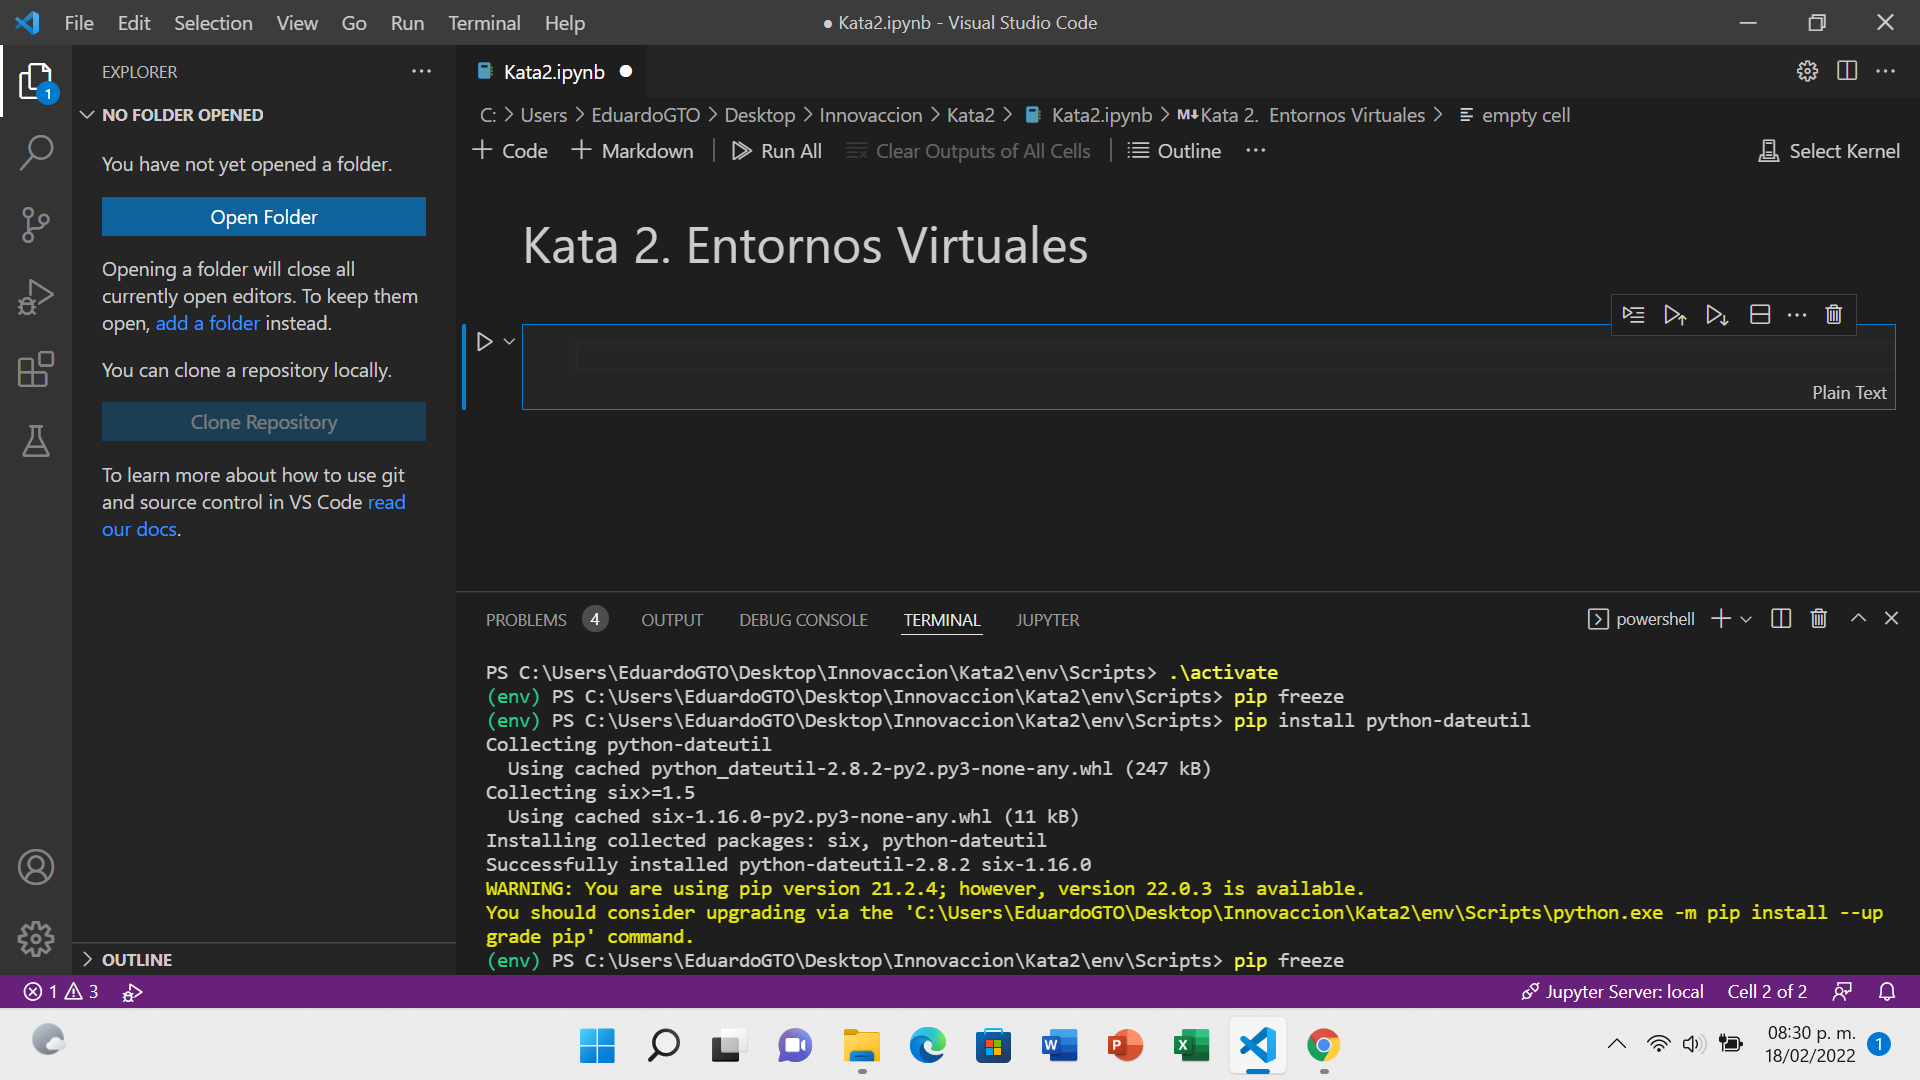 File Edit Selection View Go Run Terminal Help ● Kata2.ipynb - Visual Studio Code
EXPLORER
1
NO FOLDER OPENED
You have not yet opened a folder.
Open Folder
Opening a folder will close all
currently open editors. To keep them
open, add a folder instead.
You can clone a repository locally.
Clone Repository
To learn more about how to use git
and source control in VS Code read
our docs.
OUTLINE
Kata2.ipynb ●
C: > Users > EduardoGTO > Desktop > Innovaccion > Kata2 > Kata2.ipynb > M↓Kata 2. Entornos Virtuales > empty cell
+ Code + Markdown Run All Clear Outputs of All Cells Outline ··· Select Kernel
Kata 2. Entornos Virtuales
Plain Text
PROBLEMS 4 OUTPUT DEBUG CONSOLE TERMINAL JUPYTER powershell
PS C:\Users\EduardoGTO\Desktop\Innovaccion\Kata2\env\Scripts> .\activate
(env) PS C:\Users\EduardoGTO\Desktop\Innovaccion\Kata2\env\Scripts> pip freeze
(env) PS C:\Users\EduardoGTO\Desktop\Innovaccion\Kata2\env\Scripts> pip install python-dateutil
Collecting python-dateutil
  Using cached python_dateutil-2.8.2-py2.py3-none-any.whl (247 kB)
Collecting six>=1.5
  Using cached six-1.16.0-py2.py3-none-any.whl (11 kB)
Installing collected packages: six, python-dateutil
Successfully installed python-dateutil-2.8.2 six-1.16.0
WARNING: You are using pip version 21.2.4; however, version 22.0.3 is available.
You should consider upgrading via the 'C:\Users\EduardoGTO\Desktop\Innovaccion\Kata2\env\Scripts\python.exe -m pip install --up
grade pip' command.
(env) PS C:\Users\EduardoGTO\Desktop\Innovaccion\Kata2\env\Scripts> pip freeze
1 3 Jupyter Server: local Cell 2 of 2
W P X
08:30 p. m.
18/02/2022
1